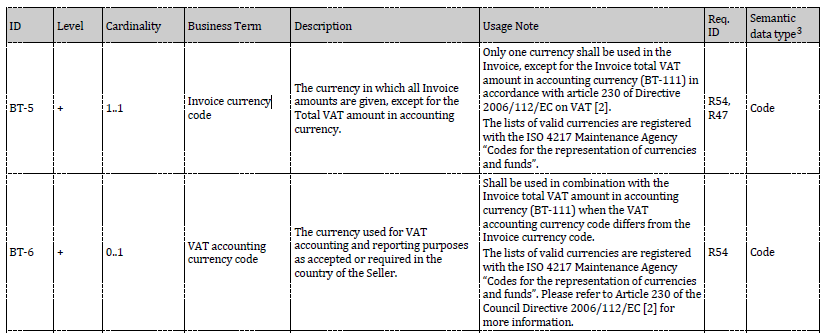 ID Level Cardinality Business Term Description Usage Note Req. ID Semantic data type3
BT-5 + 1..1
Invoice currency
code
The currency in which all Invoice
amounts are given, except for the
Total VAT amount in accounting
currency.
Only one currency shall be used in the
Invoice, except for the Invoice total VAT
amount in accounting currency (BT-111) in
accordance with article 230 of Directive
2006/112/EC on VAT [2].
The lists of valid currencies are registered
with the ISO 4217 Maintenance Agency
“Codes for the representation of currencies
and funds”.
R54,
R47
Code
BT-6 + 0..1
VAT accounting
currency code
The currency used for VAT
accounting and reporting purposes
as accepted or required in the
country of the Seller.
Shall be used in combination with the
Invoice total VAT amount in accounting
currency (BT-111) when the VAT
accounting currency code differs from the
Invoice currency code.
The lists of valid currencies are registered
with the ISO 4217 Maintenance Agency
“Codes for the representation of currencies
and funds”. Please refer to Article 230 of the
Council Directive 2006/112/EC [2] for
more information.
R54
Code